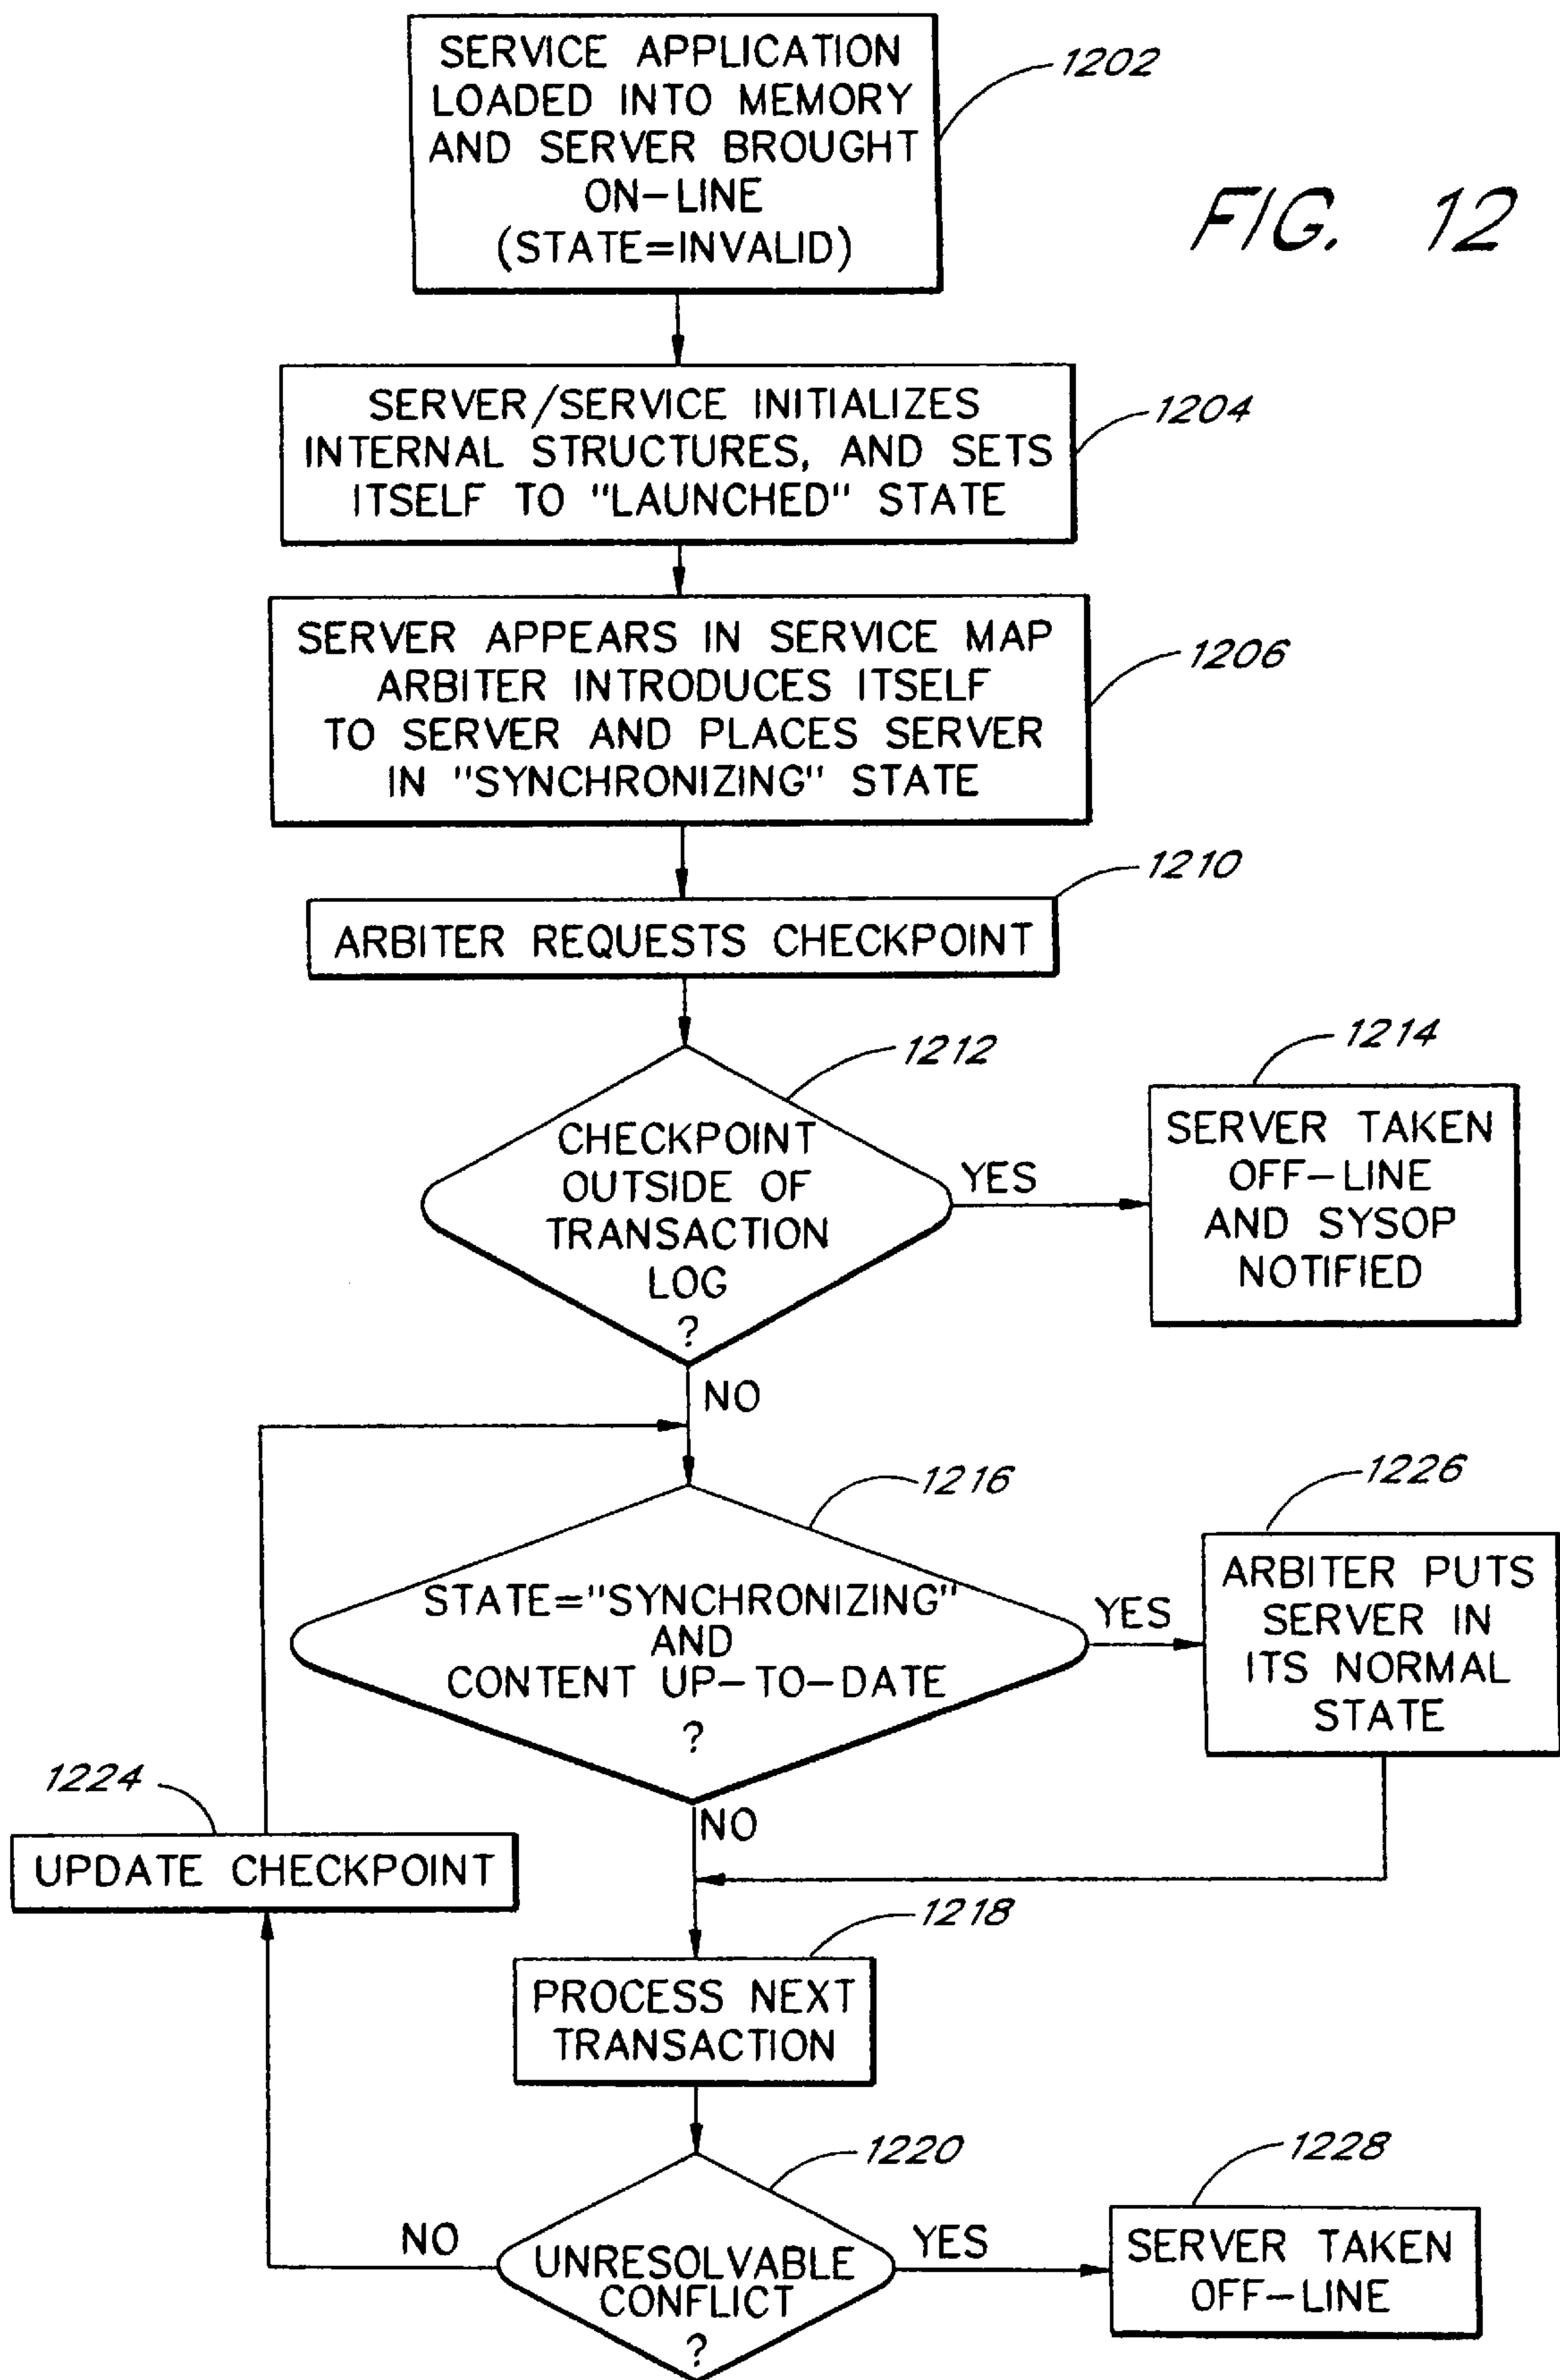 SERVICE APPLICATION
LOADED INTO MEMORY
AND SERVER BROUGHT
ON-LINE
(STATE=INVALID)
1202
FIG. 12
SERVER/SERVICE INITIALIZES
INTERNAL STRUCTURES, AND SETS
ITSELF TO "LAUNCHED" STATE
1204
SERVER APPEARS IN SERVICE MAP
ARBITER INTRODUCES ITSELF
TO SERVER AND PLACES SERVER
IN "SYNCHRONIZING" STATE
1206
ARBITER REQUESTS CHECKPOINT
1210
CHECKPOINT
OUTSIDE OF
TRANSACTION
LOG
?
1212
YES
NO
SERVER TAKEN
OFF-LINE
AND SYSOP
NOTIFIED
1214
STATE="SYNCHRONIZING"
AND
CONTENT UP-TO-DATE
?
1216
YES
NO
ARBITER PUTS
SERVER IN
ITS NORMAL
STATE
1226
1224
UPDATE CHECKPOINT
PROCESS NEXT
TRANSACTION
1218
UNRESOLVABLE
CONFLICT
?
1220
NO
YES
SERVER TAKEN
OFF-LINE
1228